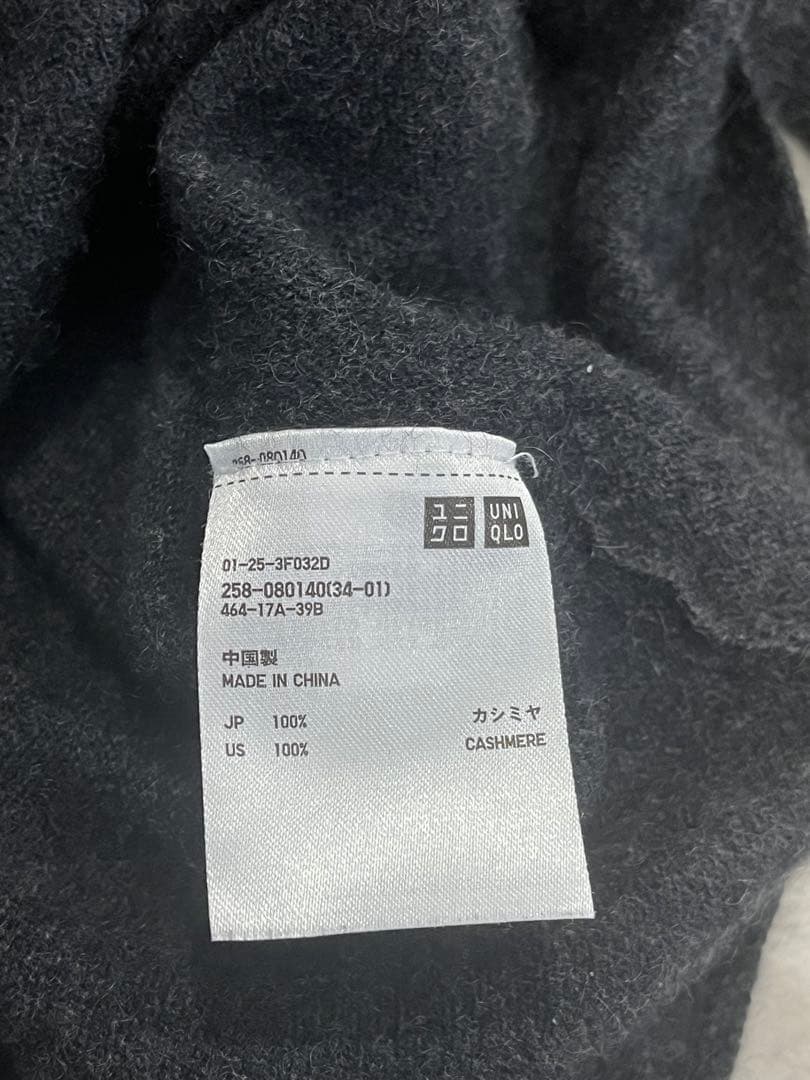 258-080140
ユニ
クロ
UNI
QLO
01-25-3F032D
258-080140(34-01)
464-17A-39B
中国製
MADE IN CHINA
JP 100% カシミヤ
US 100% CASHMERE